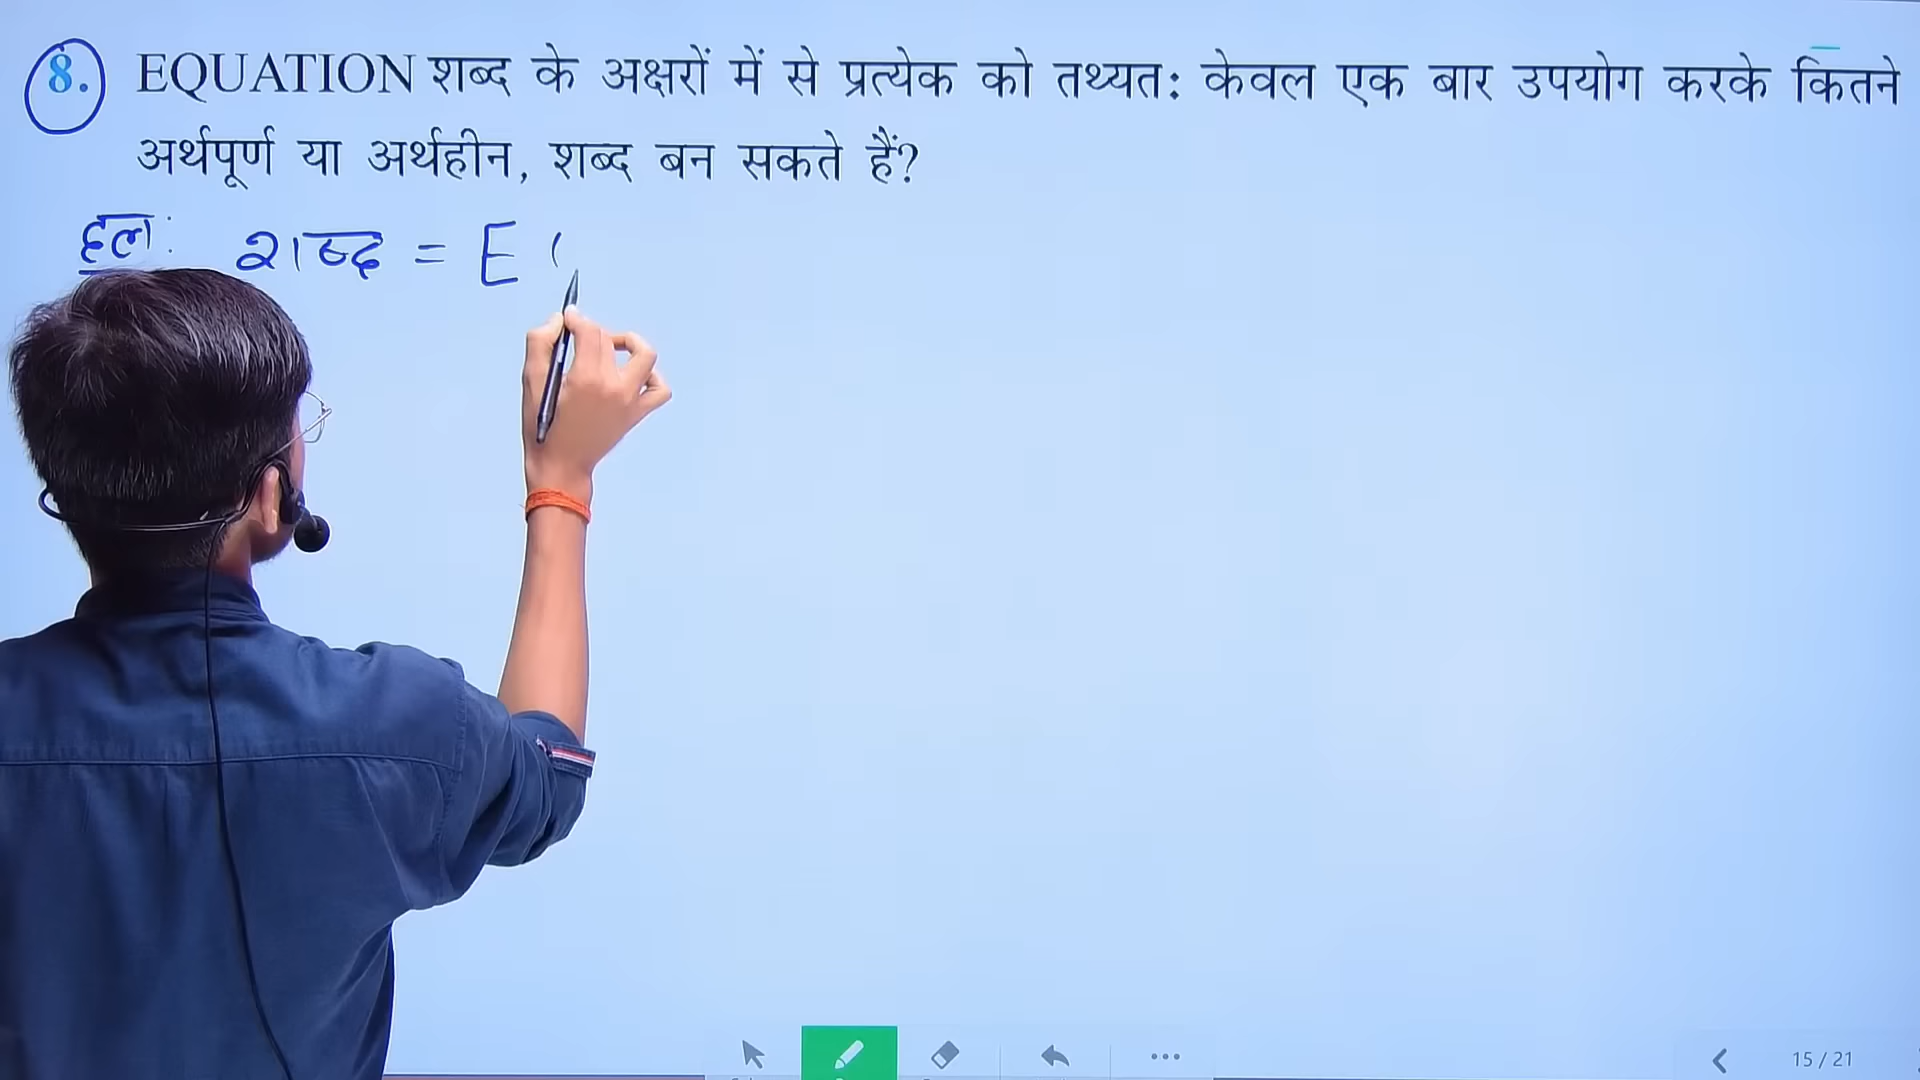 8. EQUATION शब्द के अक्षरों में से प्रत्येक को तथ्यत: केवल एक बार उपयोग करके कितने
अर्थपूर्ण या अर्थहीन, शब्द बन सकते हैं?
हल: शब्द = E (
15 / 21